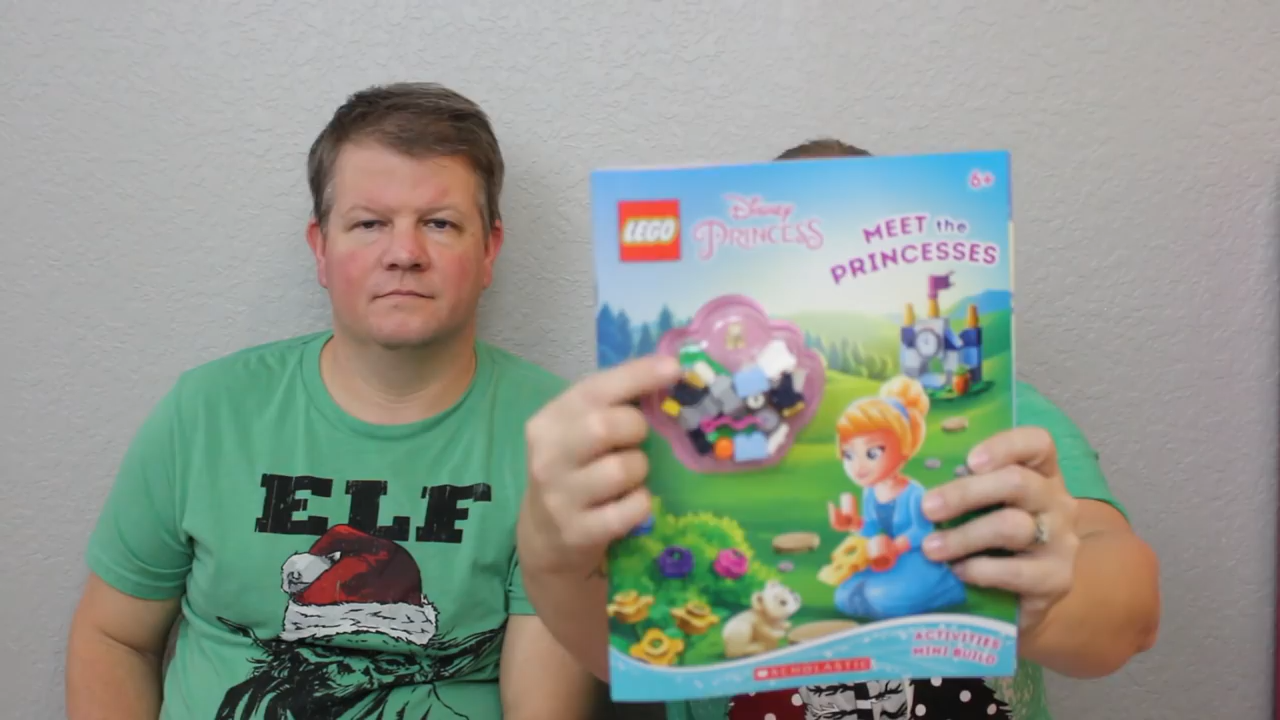 ELF
LEGO
Disney
PRINCESS
6+
MEET the
PRINCESSES
ACTIVITIES
MINI BUILD
SCHOLASTIC